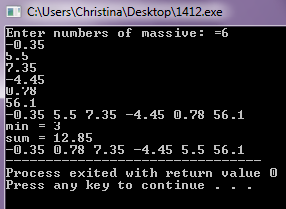 C:\Users\Christina\Desktop\1412.exe
Enter numbers of massive: =6
-0.35
5.5
7.35
-4.45
0.78
56.1
-0.35 5.5 7.35 -4.45 0.78 56.1
min = 3
sum = 12.85
-0.35 0.78 7.35 -4.45 5.5 56.1
--------------------------------
Process exited with return value 0
Press any key to continue . . .